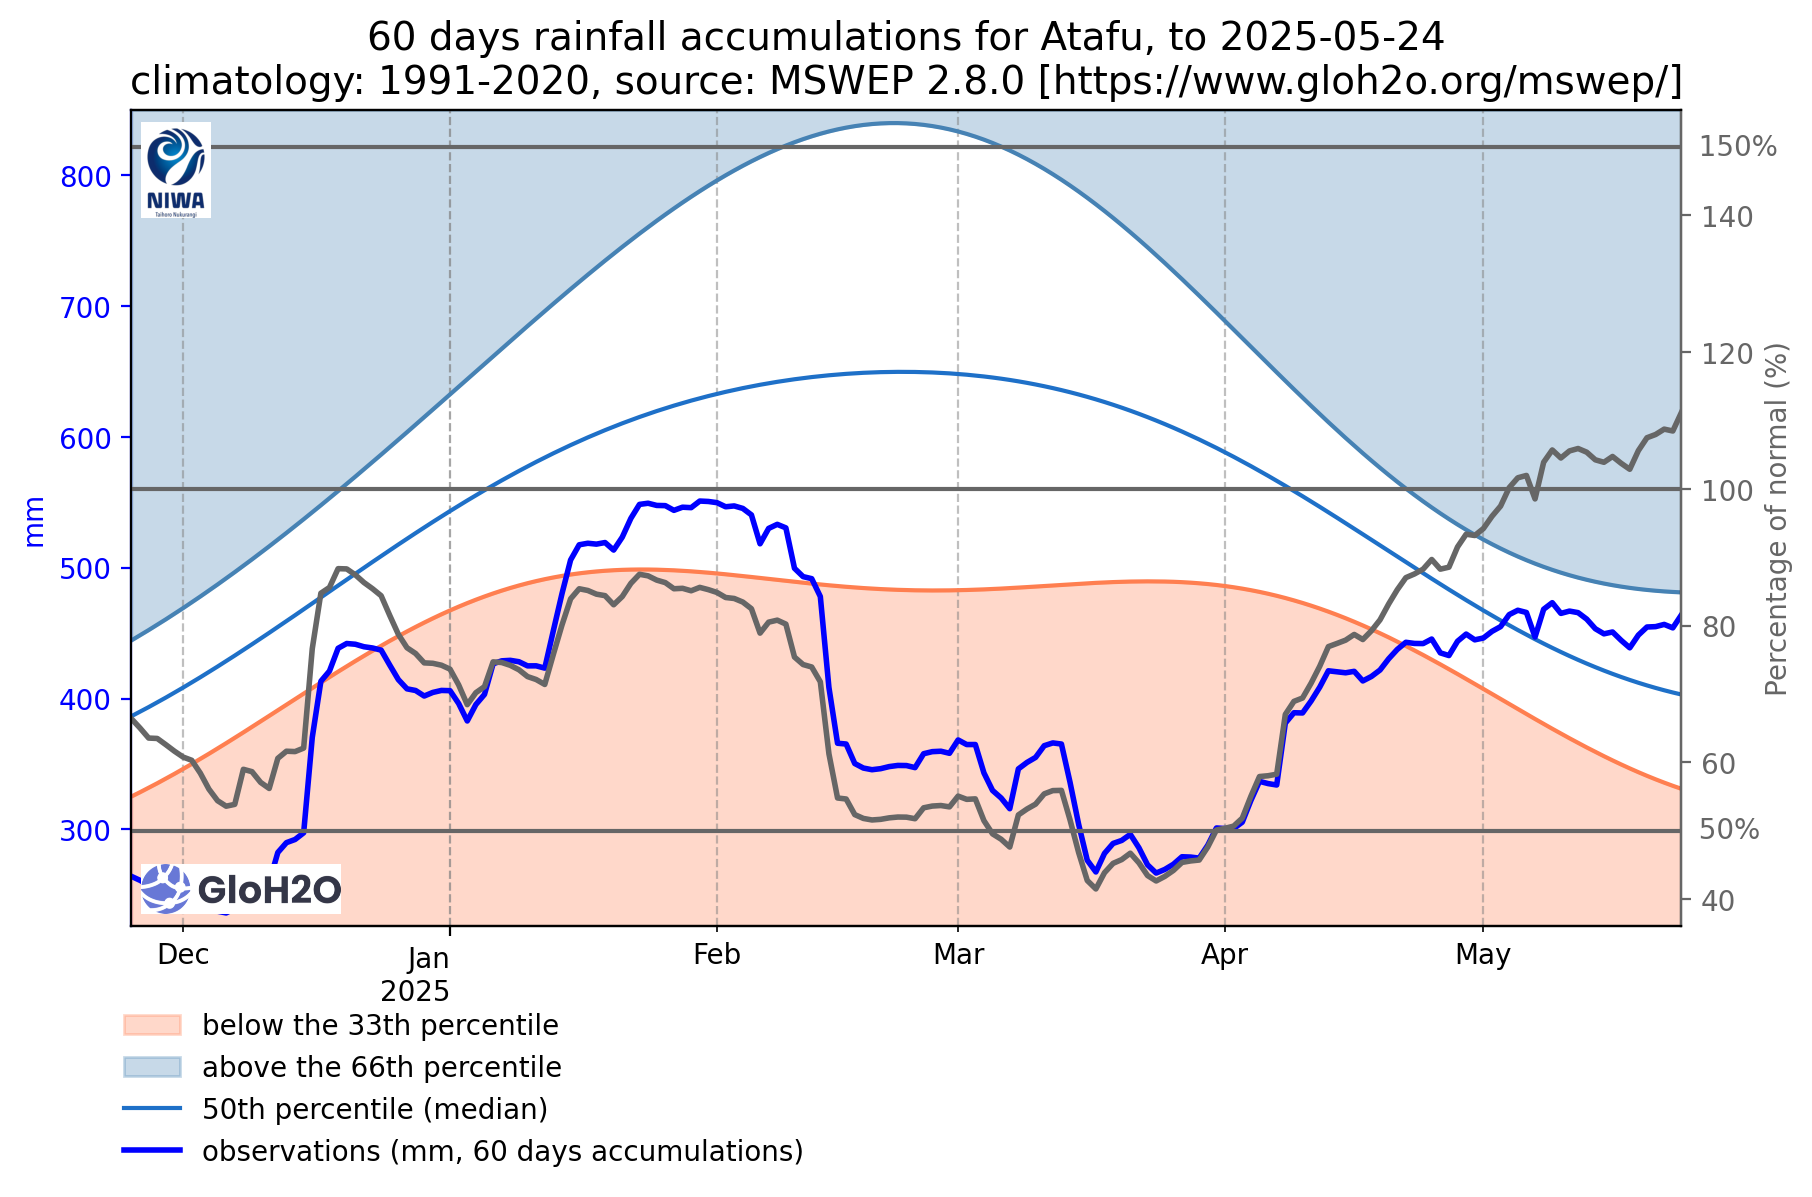 60 days rainfall accumulations for Atafu, to 2025-05-24
climatology: 1991-2020, source: MSWEP 2.8.0 [https://www.gloh2o.org/mswep/]
NIWA
Taihoro Nukurangi
800
700
600
500
400
300
mm
150%
140
120
100
80
60
50%
40
Percentage of normal (%)
GloH2O
Dec
Jan
2025
Feb
Mar
Apr
May
below the 33th percentile
above the 66th percentile
50th percentile (median)
observations (mm, 60 days accumulations)